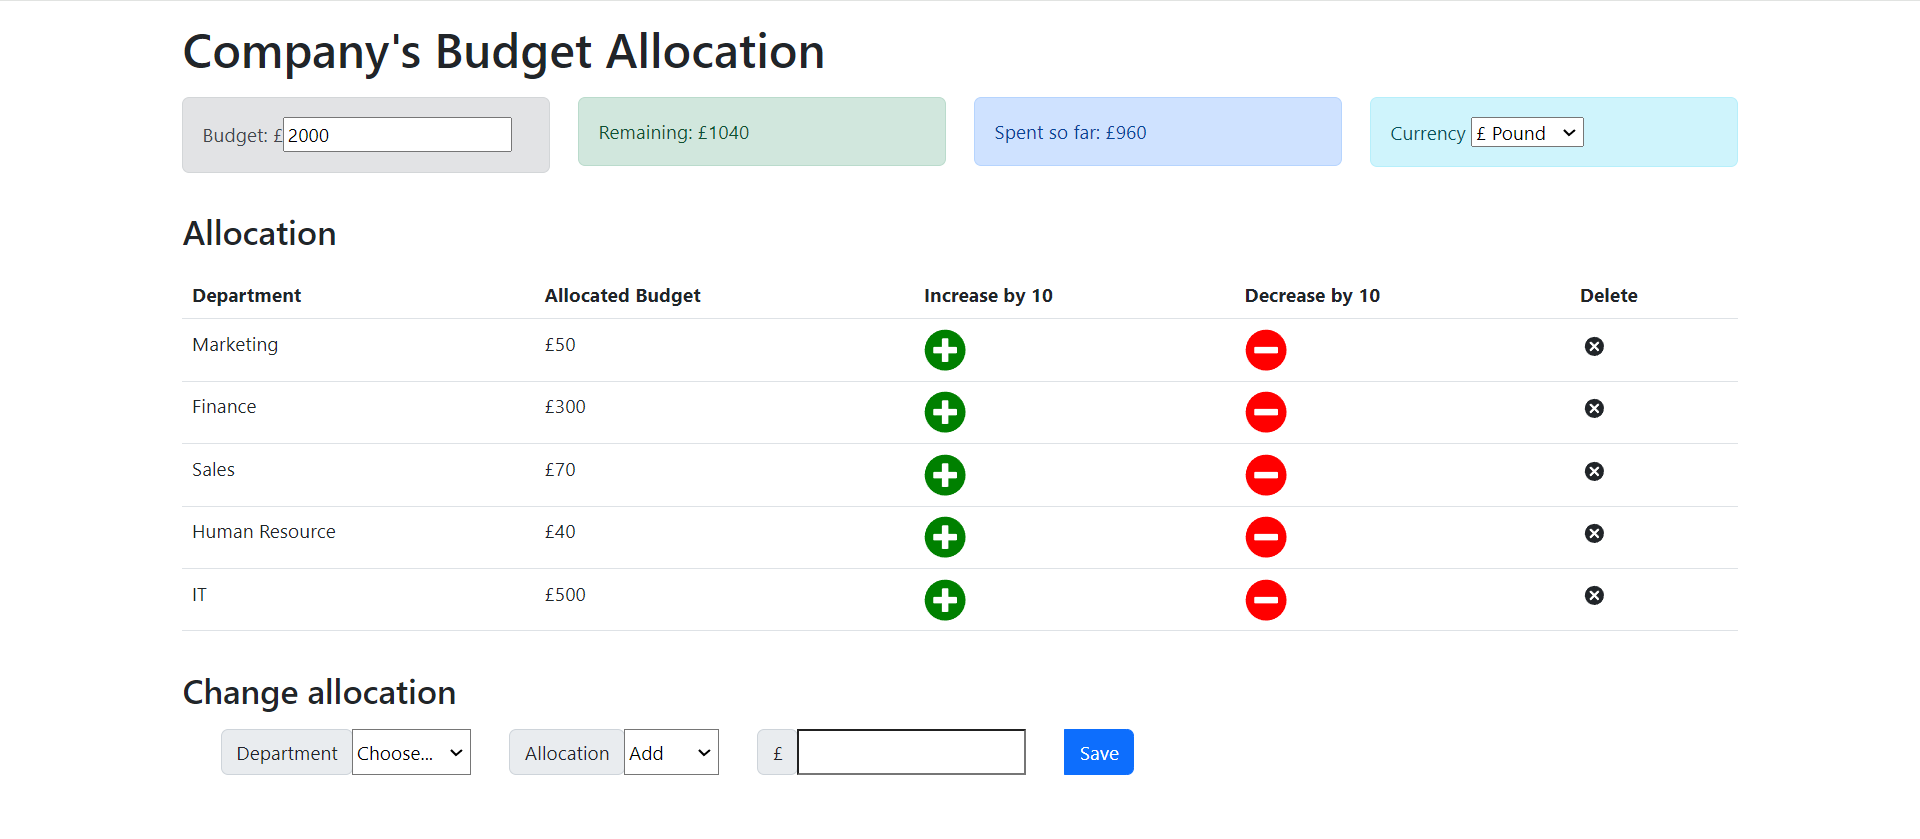 Company's Budget Allocation
Budget: £ 2000 Remaining: £1040 Spent so far: £960 Currency £ Pound
Allocation
Department Allocated Budget Increase by 10 Decrease by 10 Delete
Marketing £50
Finance £300
Sales £70
Human Resource £40
IT £500
Change allocation
Department Choose... Allocation Add £ Save